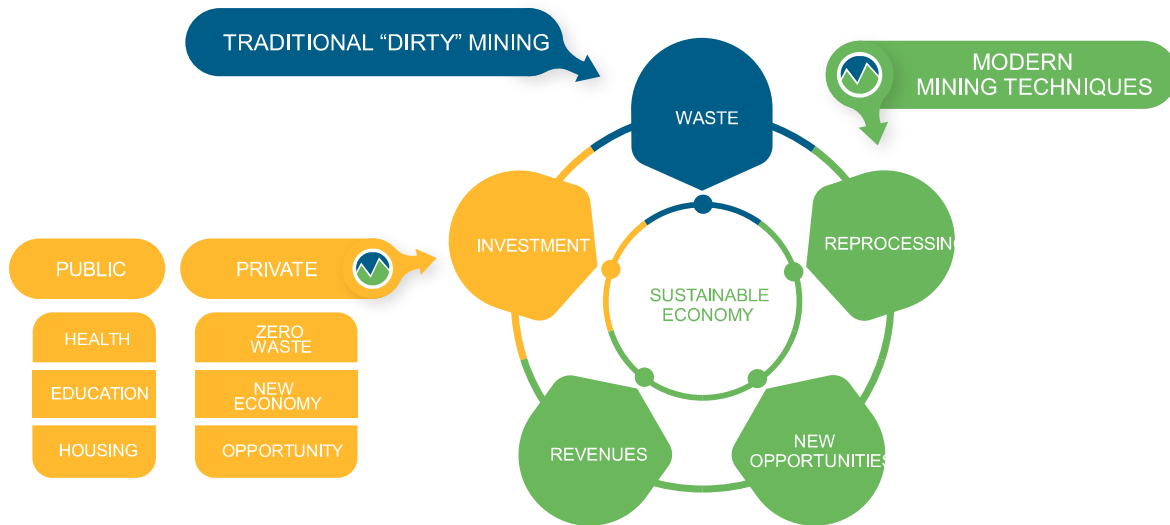 TRADITIONAL “DIRTY” MINING
MODERN
MINING TECHNIQUES
WASTE
INVESTMENT
REPROCESSING
PUBLIC
PRIVATE
SUSTAINABLE
ECONOMY
HEALTH
ZERO
WASTE
EDUCATION
NEW
ECONOMY
HOUSING
OPPORTUNITY
REVENUES
NEW
OPPORTUNITIES